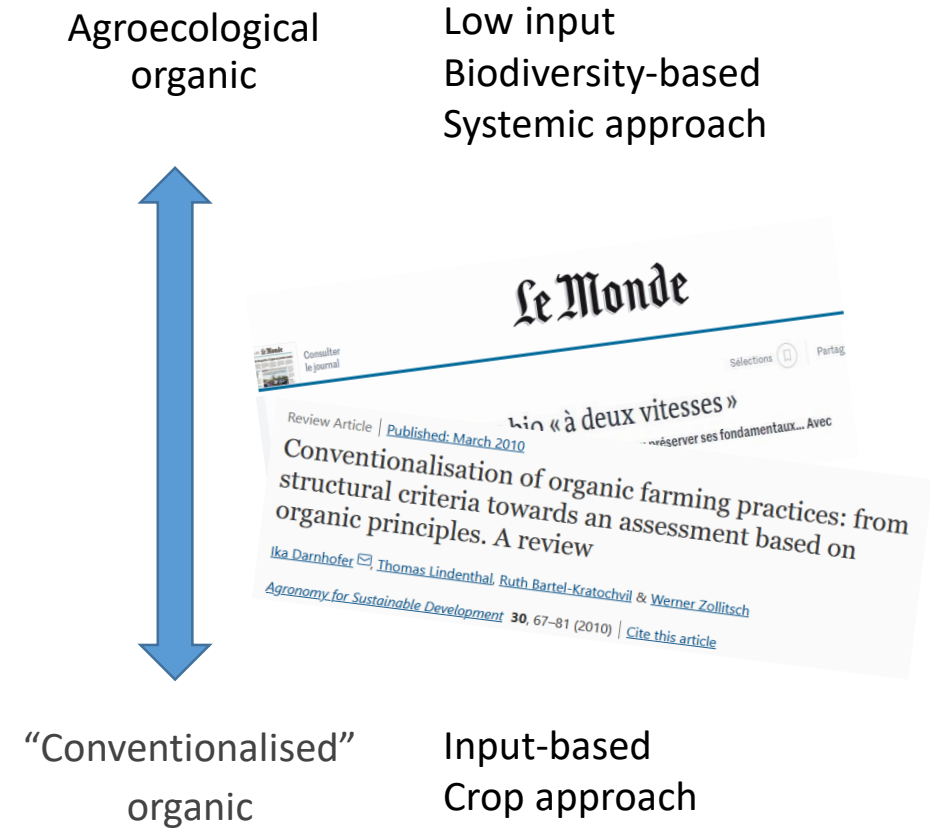 Agroecological
organic
Low input
Biodiversity-based
Systemic approach
Le Monde
Consulter
le journal
Sélections
Partag
bio « à deux vitesses »
préserver ses fondamentaux... Avec
Review Article | Published: March 2010
Conventionalisation of organic farming practices: from
structural criteria towards an assessment based on
organic principles. A review
Ika Darnhofer, Thomas Lindenthal, Ruth Bartel-Kratochvil & Werner Zollitsch
Agronomy for Sustainable Development 30, 67–81 (2010) | Cite this article
“Conventionalised”
organic
Input-based
Crop approach